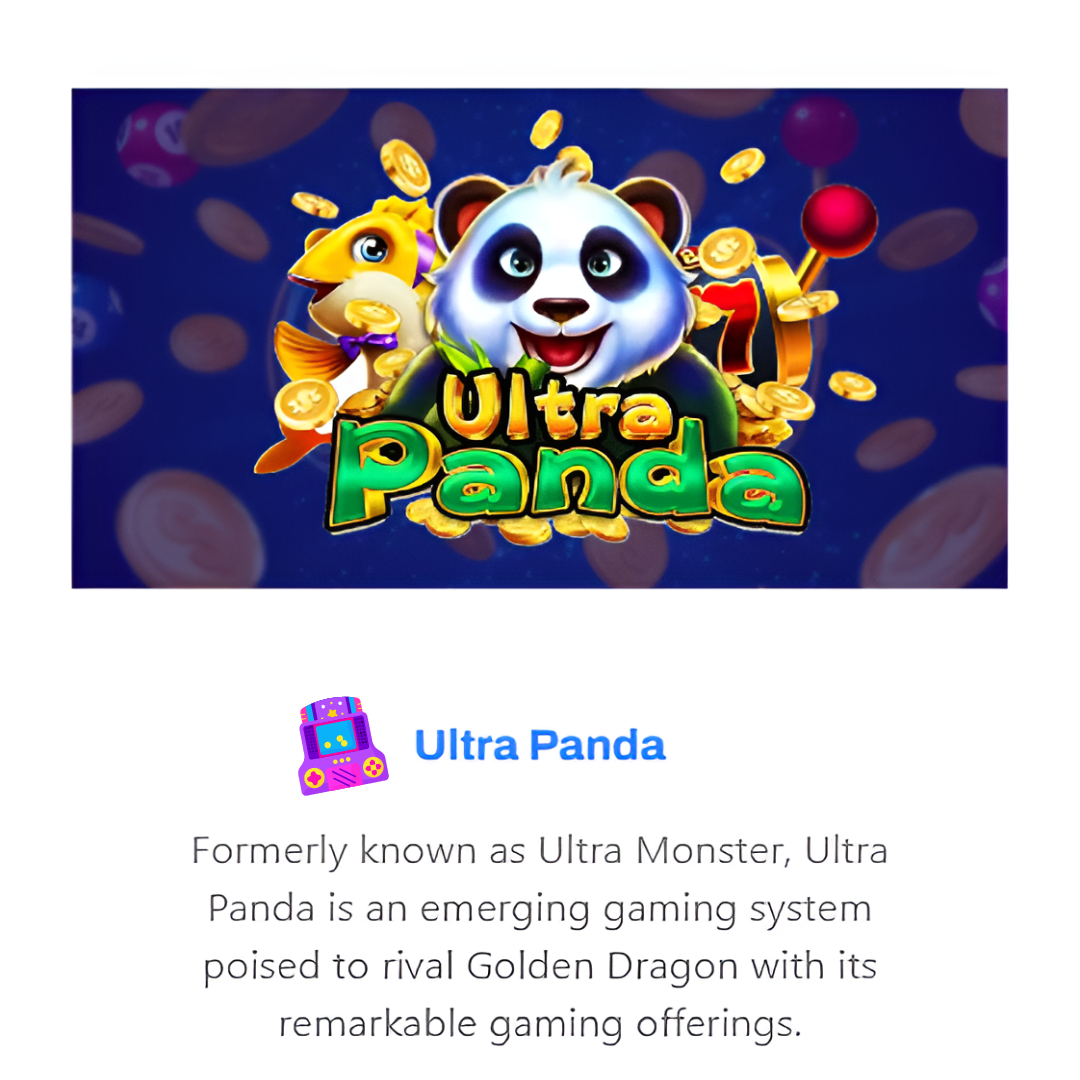 7
Ultra
Panda
Ultra Panda
Formerly known as Ultra Monster, Ultra
Panda is an emerging gaming system
poised to rival Golden Dragon with its
remarkable gaming offerings.